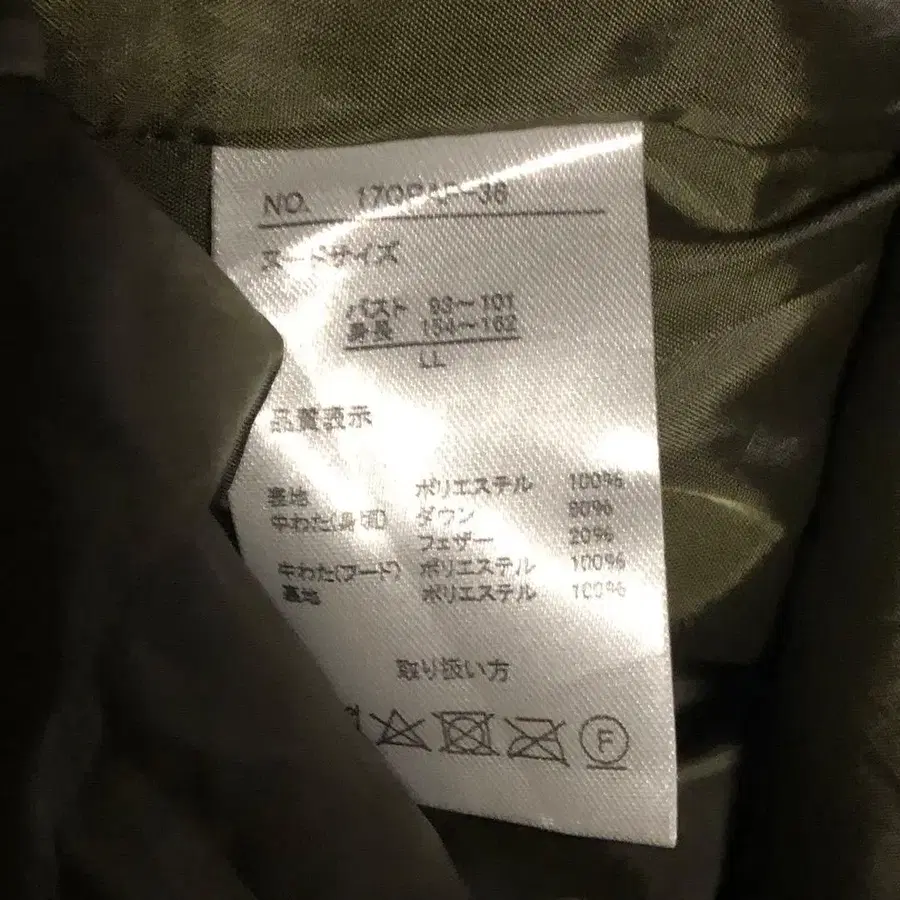 NO.
ヌードサイズ
バスト 93〜101
身長 154〜162
LL
品質表示
表地 ポリエステル 100%
中わた(身頃) ダウン 80%
フェザー 20%
中わた(フード) ポリエステル 100%
裏地 ポリエステル 100%
取り扱い方
F